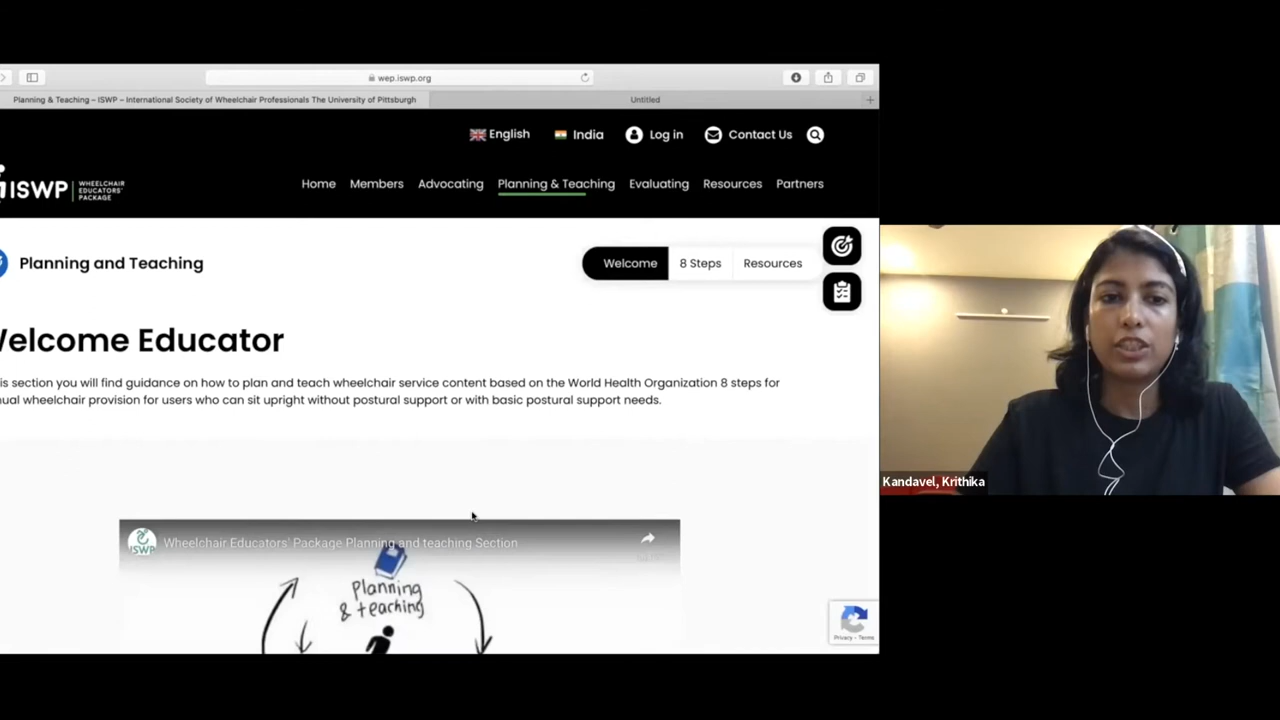 wep.iswp.org
Planning & Teaching – ISWP – International Society of Wheelchair Professionals The University of Pittsburgh
Untitled
English
India
Log in
Contact Us
ISWP
WHEELCHAIR
EDUCATORS'
PACKAGE
Home
Members
Advocating
Planning & Teaching
Evaluating
Resources
Partners
Planning and Teaching
Welcome
8 Steps
Resources
elcome Educator
is section you will find guidance on how to plan and teach wheelchair service content based on the World Health Organization 8 steps for
ual wheelchair provision for users who can sit upright without postural support or with basic postural support needs.
ISWP
Wheelchair Educators' Package Planning and teaching Section
Planning
& teaching
Privacy - Terms
Kandavel, Krithika